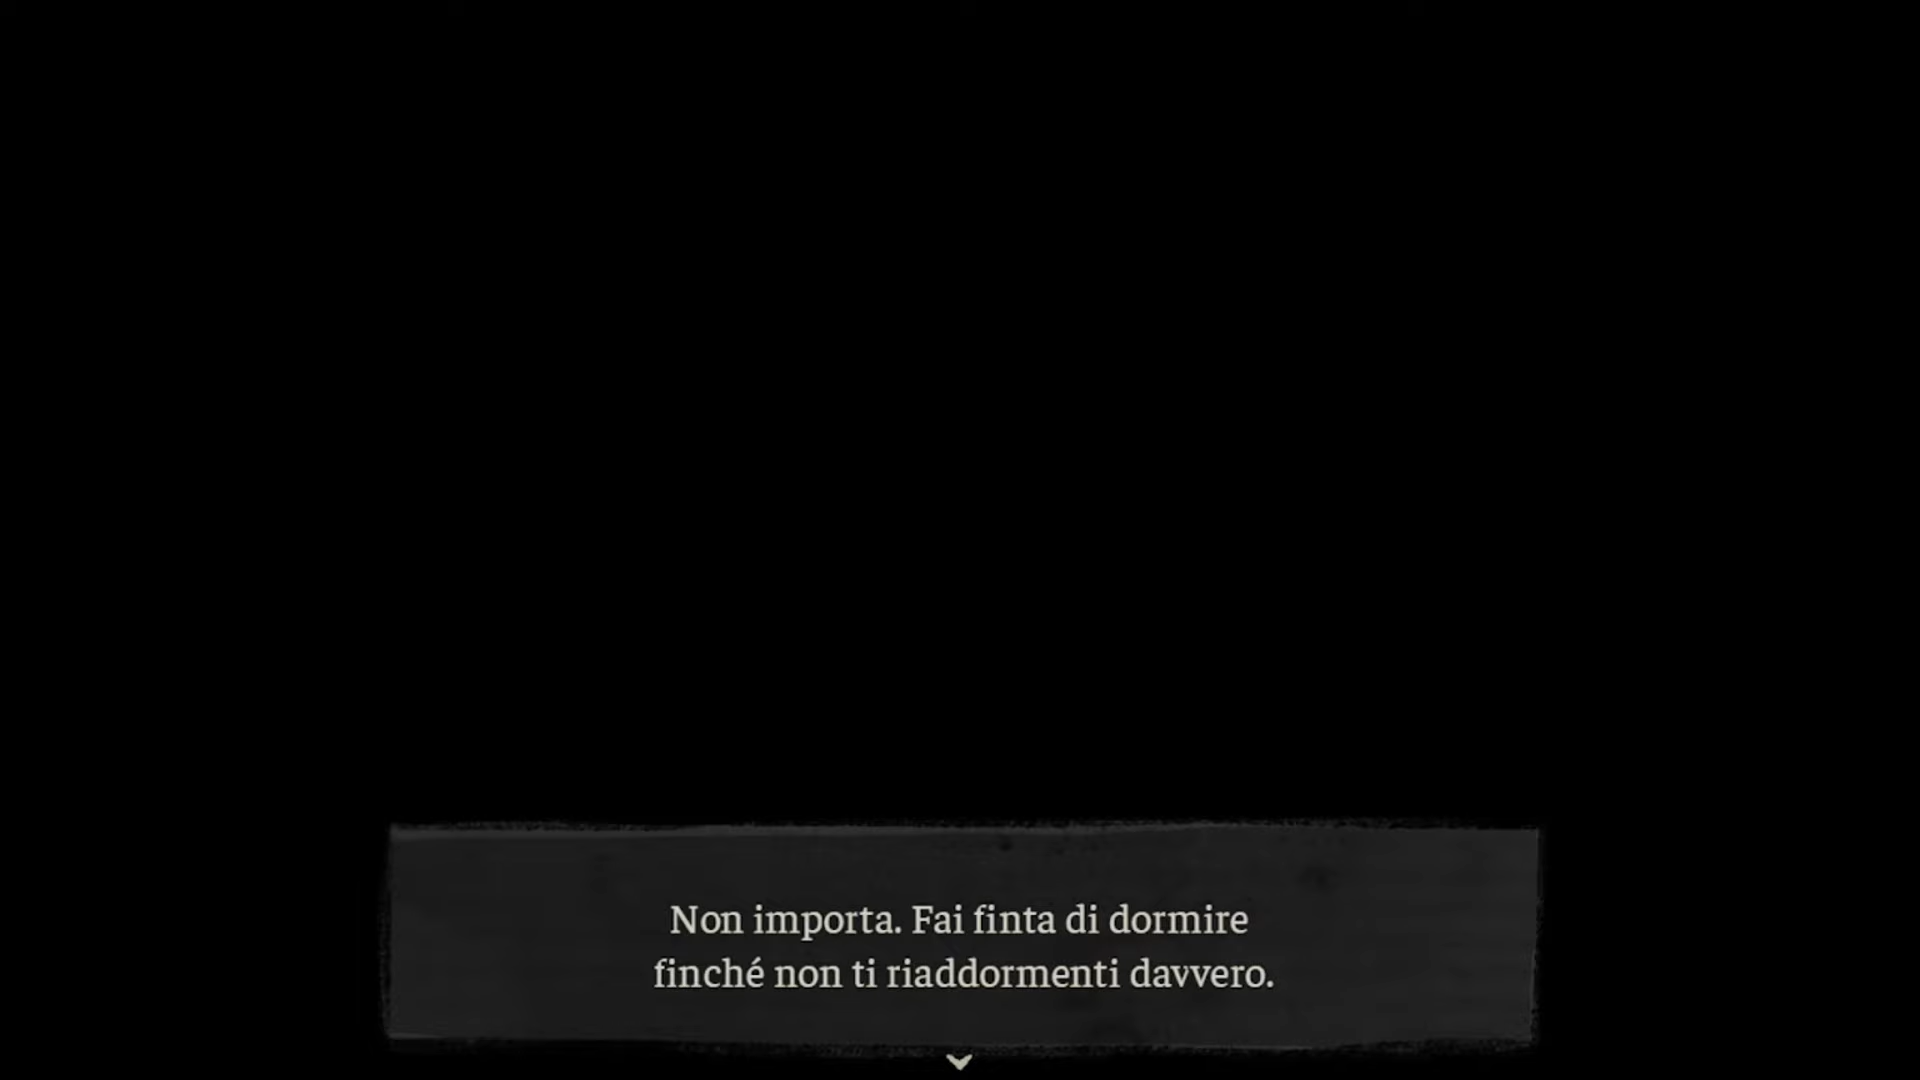 Non importa. Fai finta di dormire
finché non ti riaddormenti davvero.